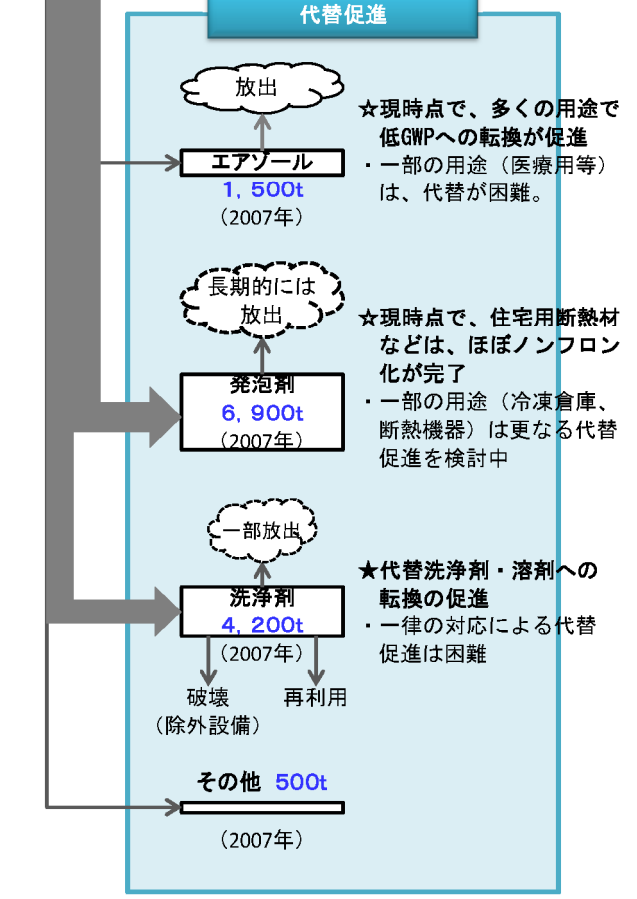 代替促進
放出
エアゾール
1,500t
（2007年）
☆現時点で、多くの用途で
低GWPへの転換が促進
・一部の用途（医療用等）
は、代替が困難。
長期的には
放出
発泡剤
6,900t
（2007年）
☆現時点で、住宅用断熱材
などは、ほぼノンフロン
化が完了
・一部の用途（冷凍倉庫、
断熱機器）は更なる代替
促進を検討中
一部放出
洗浄剤
4,200t
（2007年）
破壊
（除外設備）
再利用
★代替洗浄剤・溶剤への
転換の促進
・一律の対応による代替
促進は困難
その他 500t
（2007年）